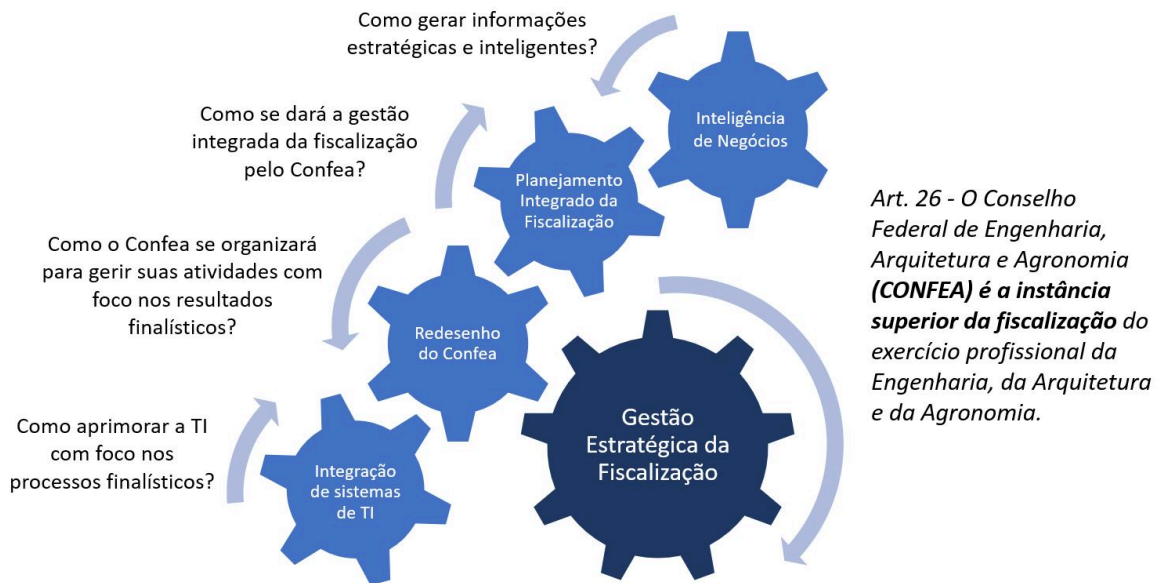 Como gerar informações
estratégicas e inteligentes?
Inteligência
de Negócios
Como se dará a gestão
integrada da fiscalização
pelo Confea?
Planejamento
Integrado da
Fiscalização
Como o Confea se organizará
para gerir suas atividades com
foco nos resultados
finalísticos?
Redesenho
do Confea
Como aprimorar a TI
com foco nos
processos finalísticos?
Integração
de sistemas
de TI
Gestão
Estratégica da
Fiscalização
Art. 26 - O Conselho
Federal de Engenharia,
Arquitetura e Agronomia
(CONFEA) é a instância
superior da fiscalização do
exercício profissional da
Engenharia, da Arquitetura
e da Agronomia.